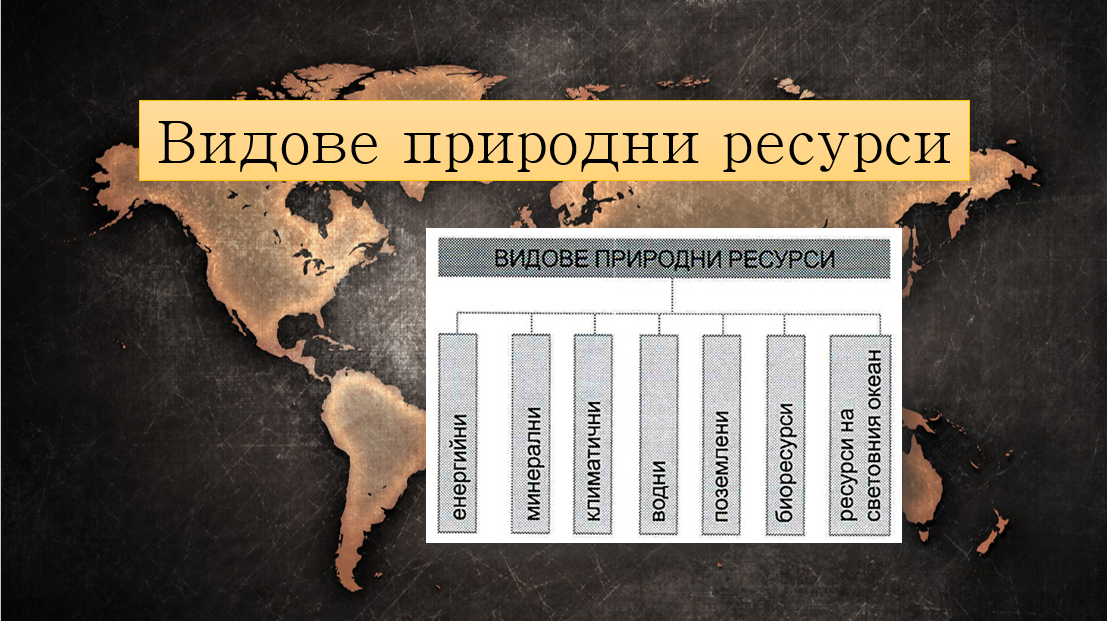 Видове природни ресурси
ВИДОВЕ ПРИРОДНИ РЕСУРСИ
енергийни
минерални
климатични
водни
поземлени
биоресурси
ресурси на
световния океан